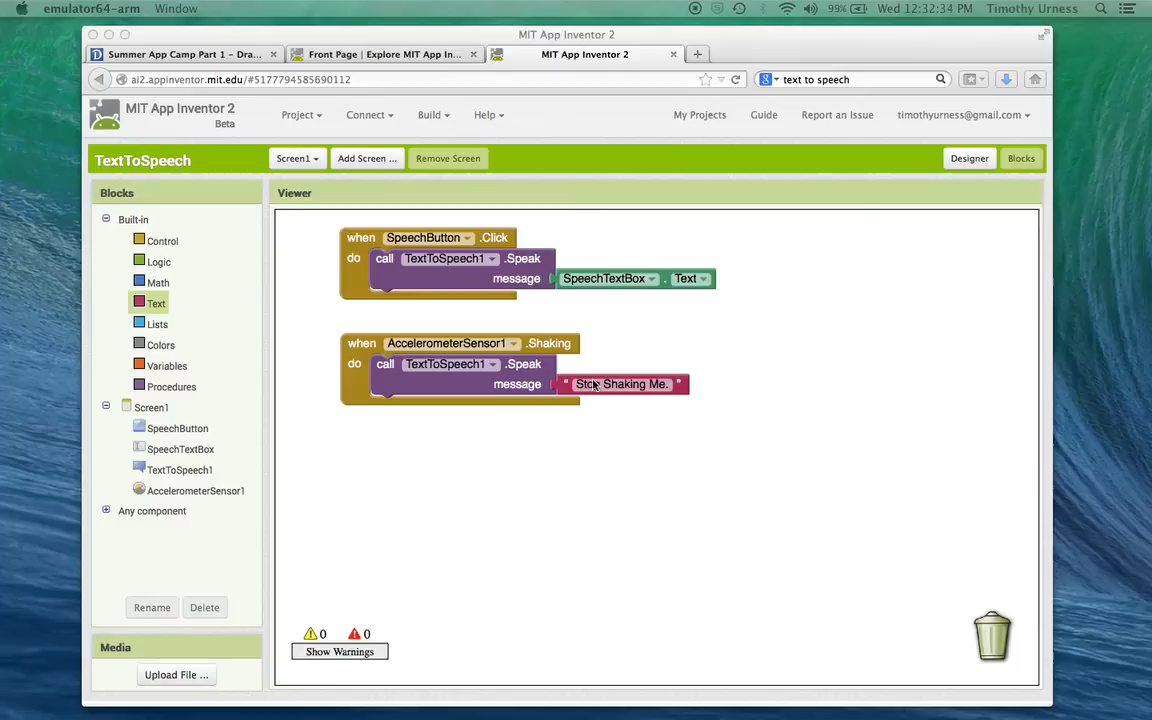 emulator64-arm Window 99% Wed 12:32:34 PM Timothy Urness
MIT App Inventor 2
Summer App Camp Part 1 - Dra... Front Page | Explore MIT App In... MIT App Inventor 2
ai2.appinventor.mit.edu/#5177794585690112 text to speech
MIT App Inventor 2
Beta
Project Connect Build Help My Projects Guide Report an Issue timothyurness@gmail.com
TextToSpeech Screen1 Add Screen ... Remove Screen Designer Blocks
Blocks Viewer
Built-in
Control
Logic
Math
Text
Lists
Colors
Variables
Procedures
Screen1
SpeechButton
SpeechTextBox
TextToSpeech1
AccelerometerSensor1
Any component
Rename Delete
Media
Upload File ...
when SpeechButton .Click
do call TextToSpeech1 .Speak
message SpeechTextBox . Text
when AccelerometerSensor1 .Shaking
do call TextToSpeech1 .Speak
message " Stop Shaking Me. "
0 0
Show Warnings